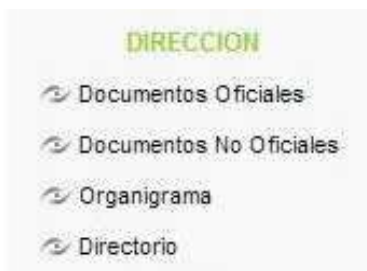 DIRECCION
Documentos Oficiales
Documentos No Oficiales
Organigrama
Directorio